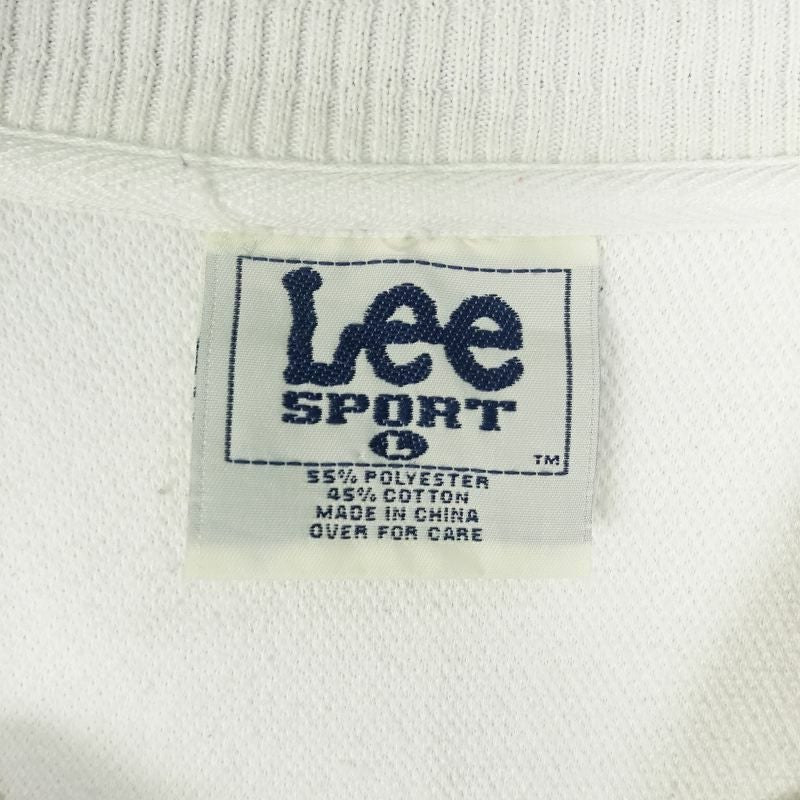 Lee
SPORT
L
TM
55% POLYESTER
45% COTTON
MADE IN CHINA
OVER FOR CARE